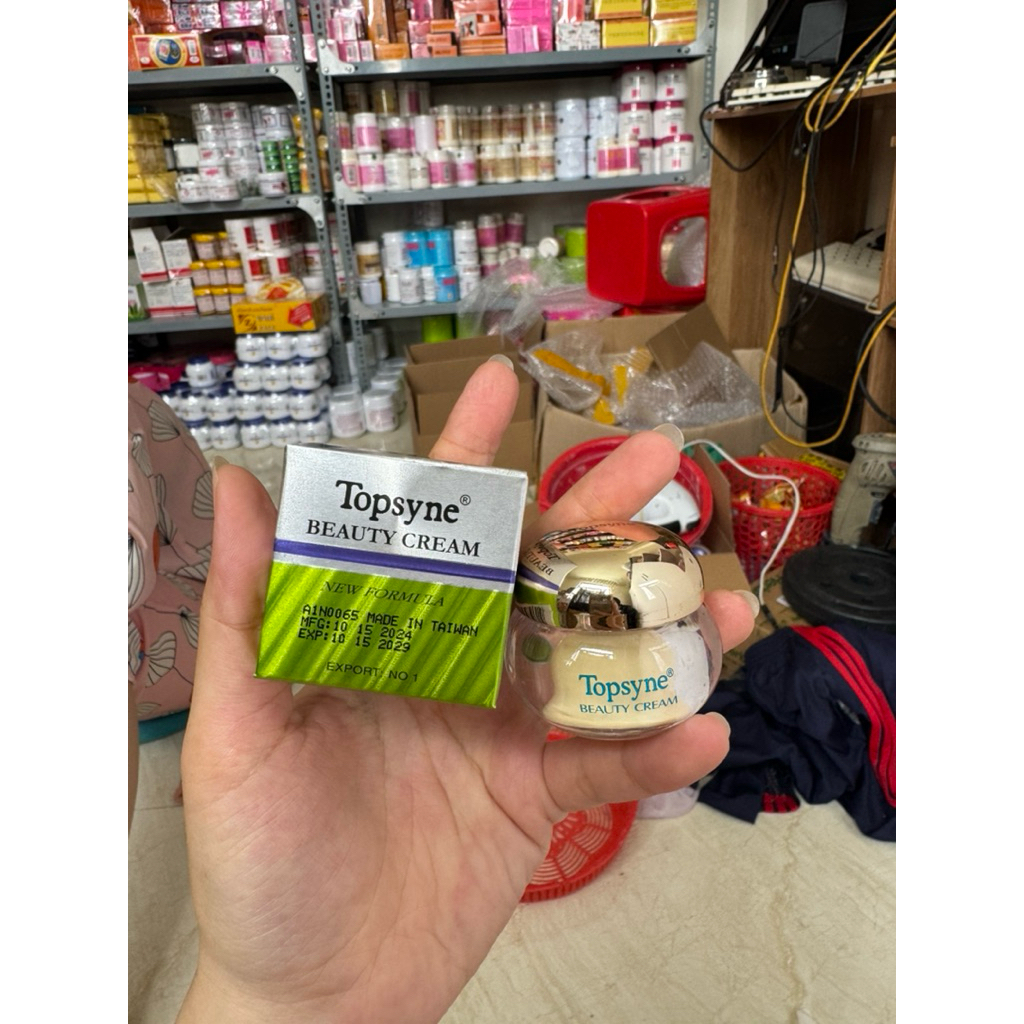 Topsyne®
BEAUTY CREAM
NEW FORMULA
A1N0065 MADE IN TAIWAN
MFG:10 15 2024
EXP:10 15 2029
EXPORT: NO 1
Topsyne®
BEAUTY CREAM